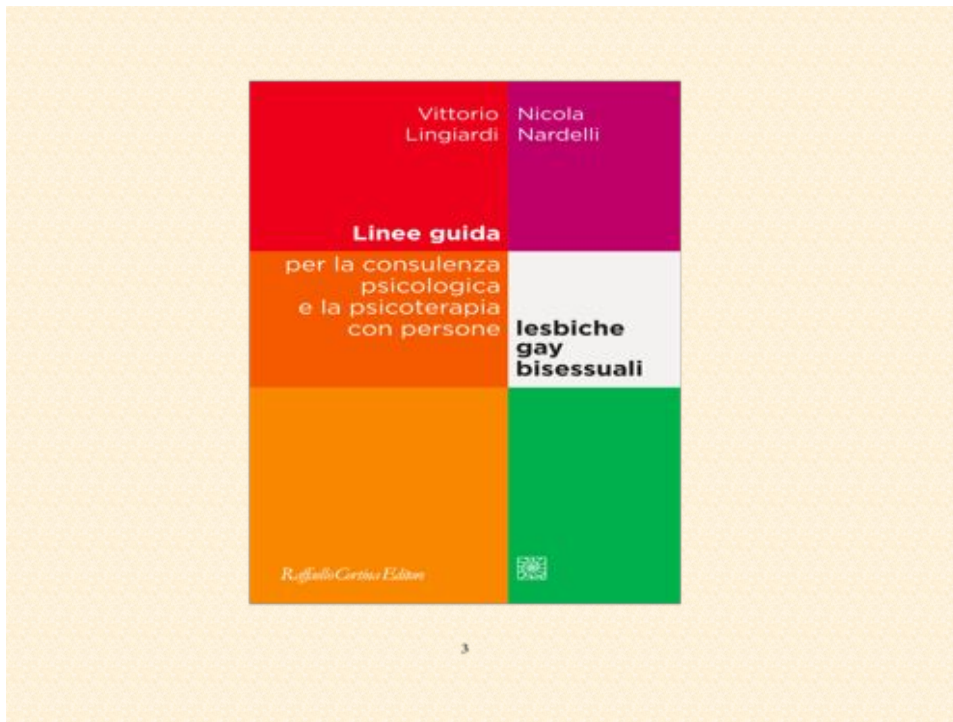 Vittorio
Lingiardi
Nicola
Nardelli
Linee guida
per la consulenza
psicologica
e la psicoterapia
con persone
lesbiche
gay
bisessuali
Raffaello Cortina Editore
3